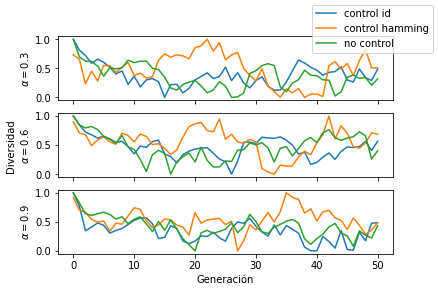 control id
control hamming
no control
1.0
0.5
0.0
α = 0.3
1.0
0.5
0.0
α = 0.6
Diversidad
1.0
0.5
0.0
α = 0.9
0 10 20 30 40 50
Generación